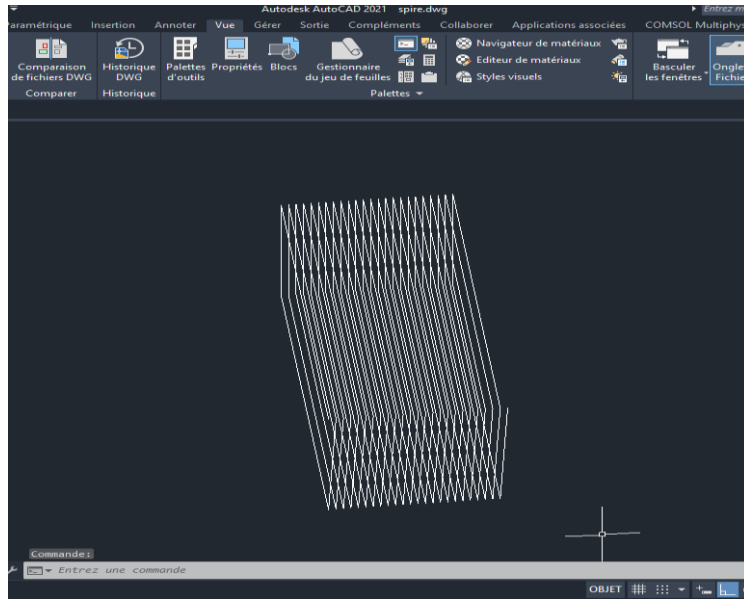 Autodesk AutoCAD 2021 spire.dwg
Entrez m
Paramétrique Insertion Annoter Vue Gérer Sortie Compléments Collaborer Applications associées COMSOL Multiphys
Comparaison de fichiers DWG
Historique DWG
Palettes d'outils
Propriétés
Blocs
Gestionnaire du jeu de feuilles
Navigateur de matériaux
Editeur de matériaux
Styles visuels
Basculer les fenêtres
Ongle
Fichie
Comparer
Historique
Palettes
Commande:
Entrez une commande
OBJET